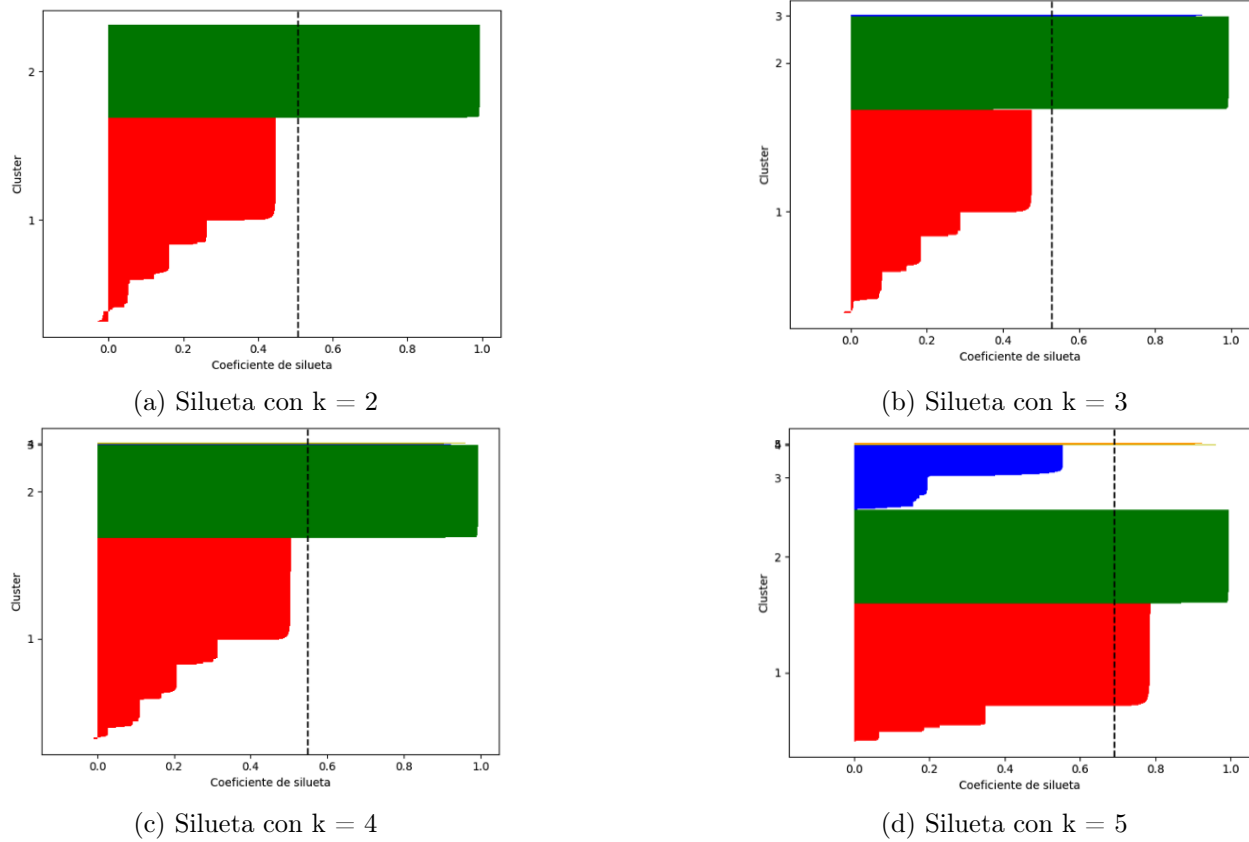 2
Cluster
1
0.0 0.2 0.4 0.6 0.8 1.0
Coeficiente de silueta
(a) Silueta con k = 2
3
2
Cluster
1
0.0 0.2 0.4 0.6 0.8 1.0
Coeficiente de silueta
(b) Silueta con k = 3
2
Cluster
1
0.0 0.2 0.4 0.6 0.8 1.0
Coeficiente de silueta
(c) Silueta con k = 4
3
2
Cluster
1
0.0 0.2 0.4 0.6 0.8 1.0
Coeficiente de silueta
(d) Silueta con k = 5